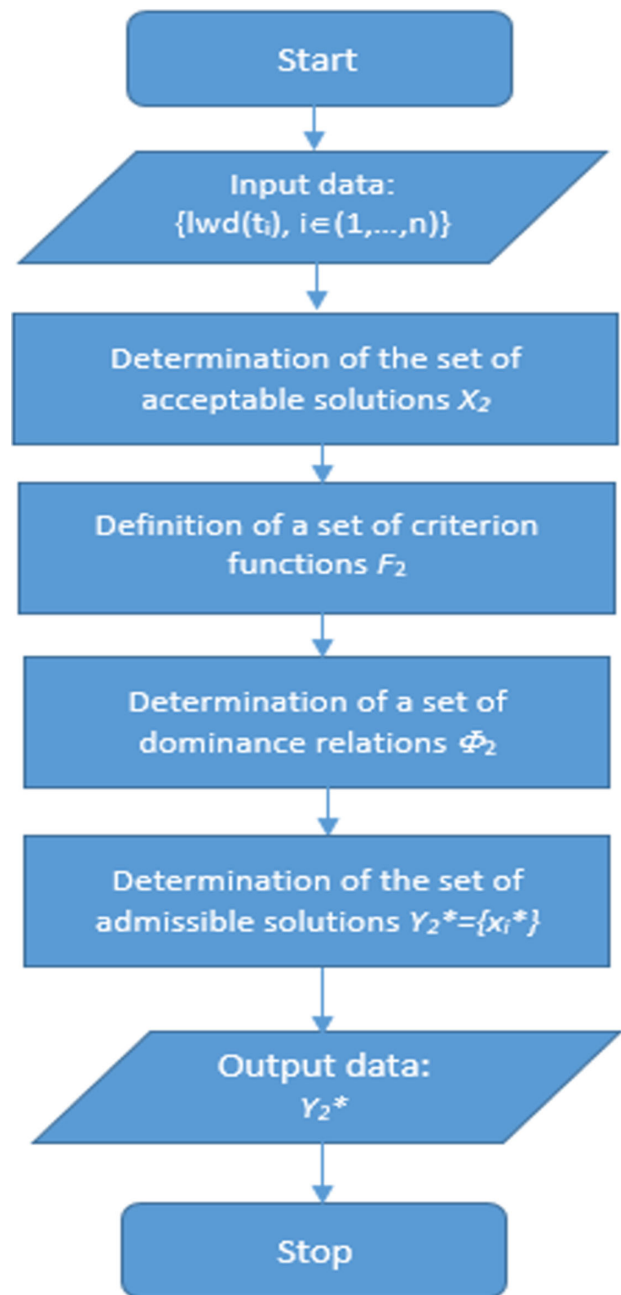 Start
Input data:
{lwd(tᵢ), i∈(1,...,n)}
Determination of the set of
acceptable solutions X₂
Definition of a set of criterion
functions F₂
Determination of a set of
dominance relations Φ₂
Determination of the set of
admissible solutions Y₂*={xᵢ*}
Output data:
Y₂*
Stop